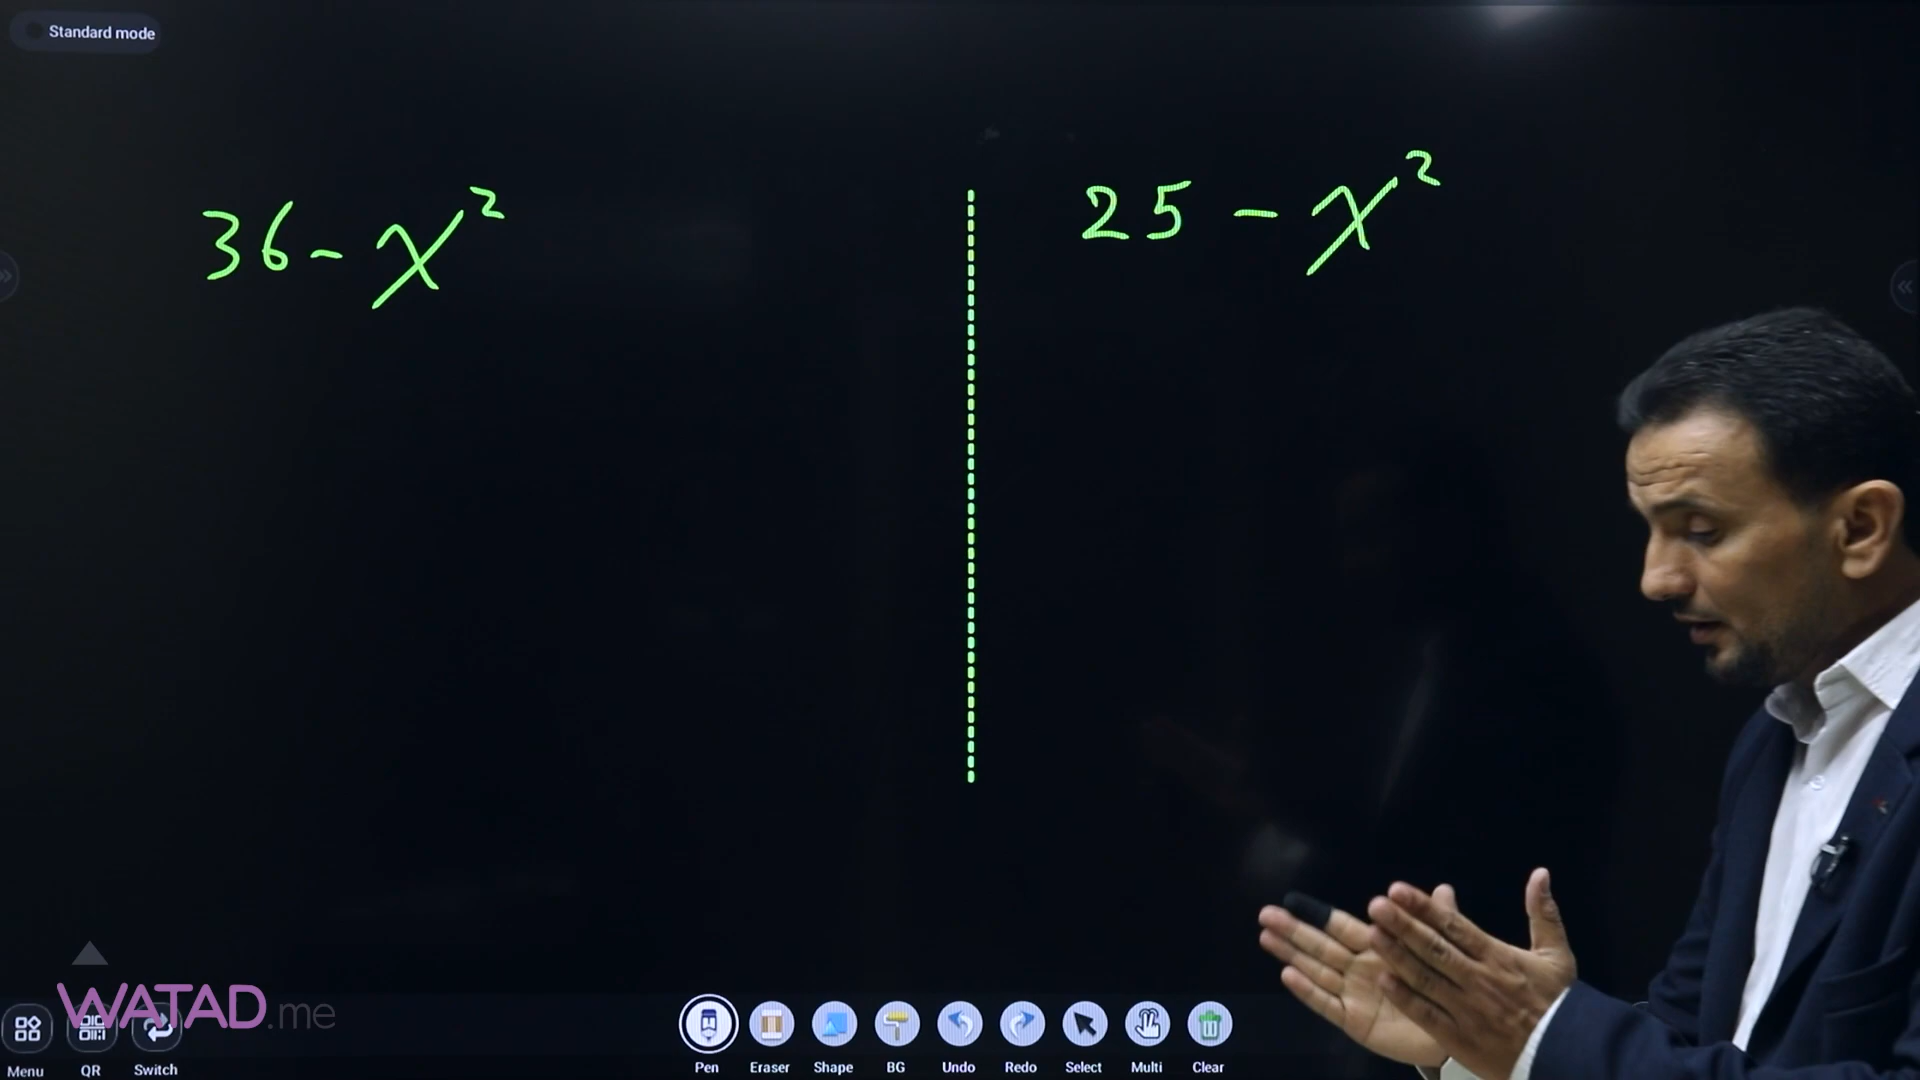 Standard mode
36 - x²
25 - x²
WATAD.me
Menu
QR
Switch
Pen
Eraser
Shape
BG
Undo
Redo
Select
Multi
Clear